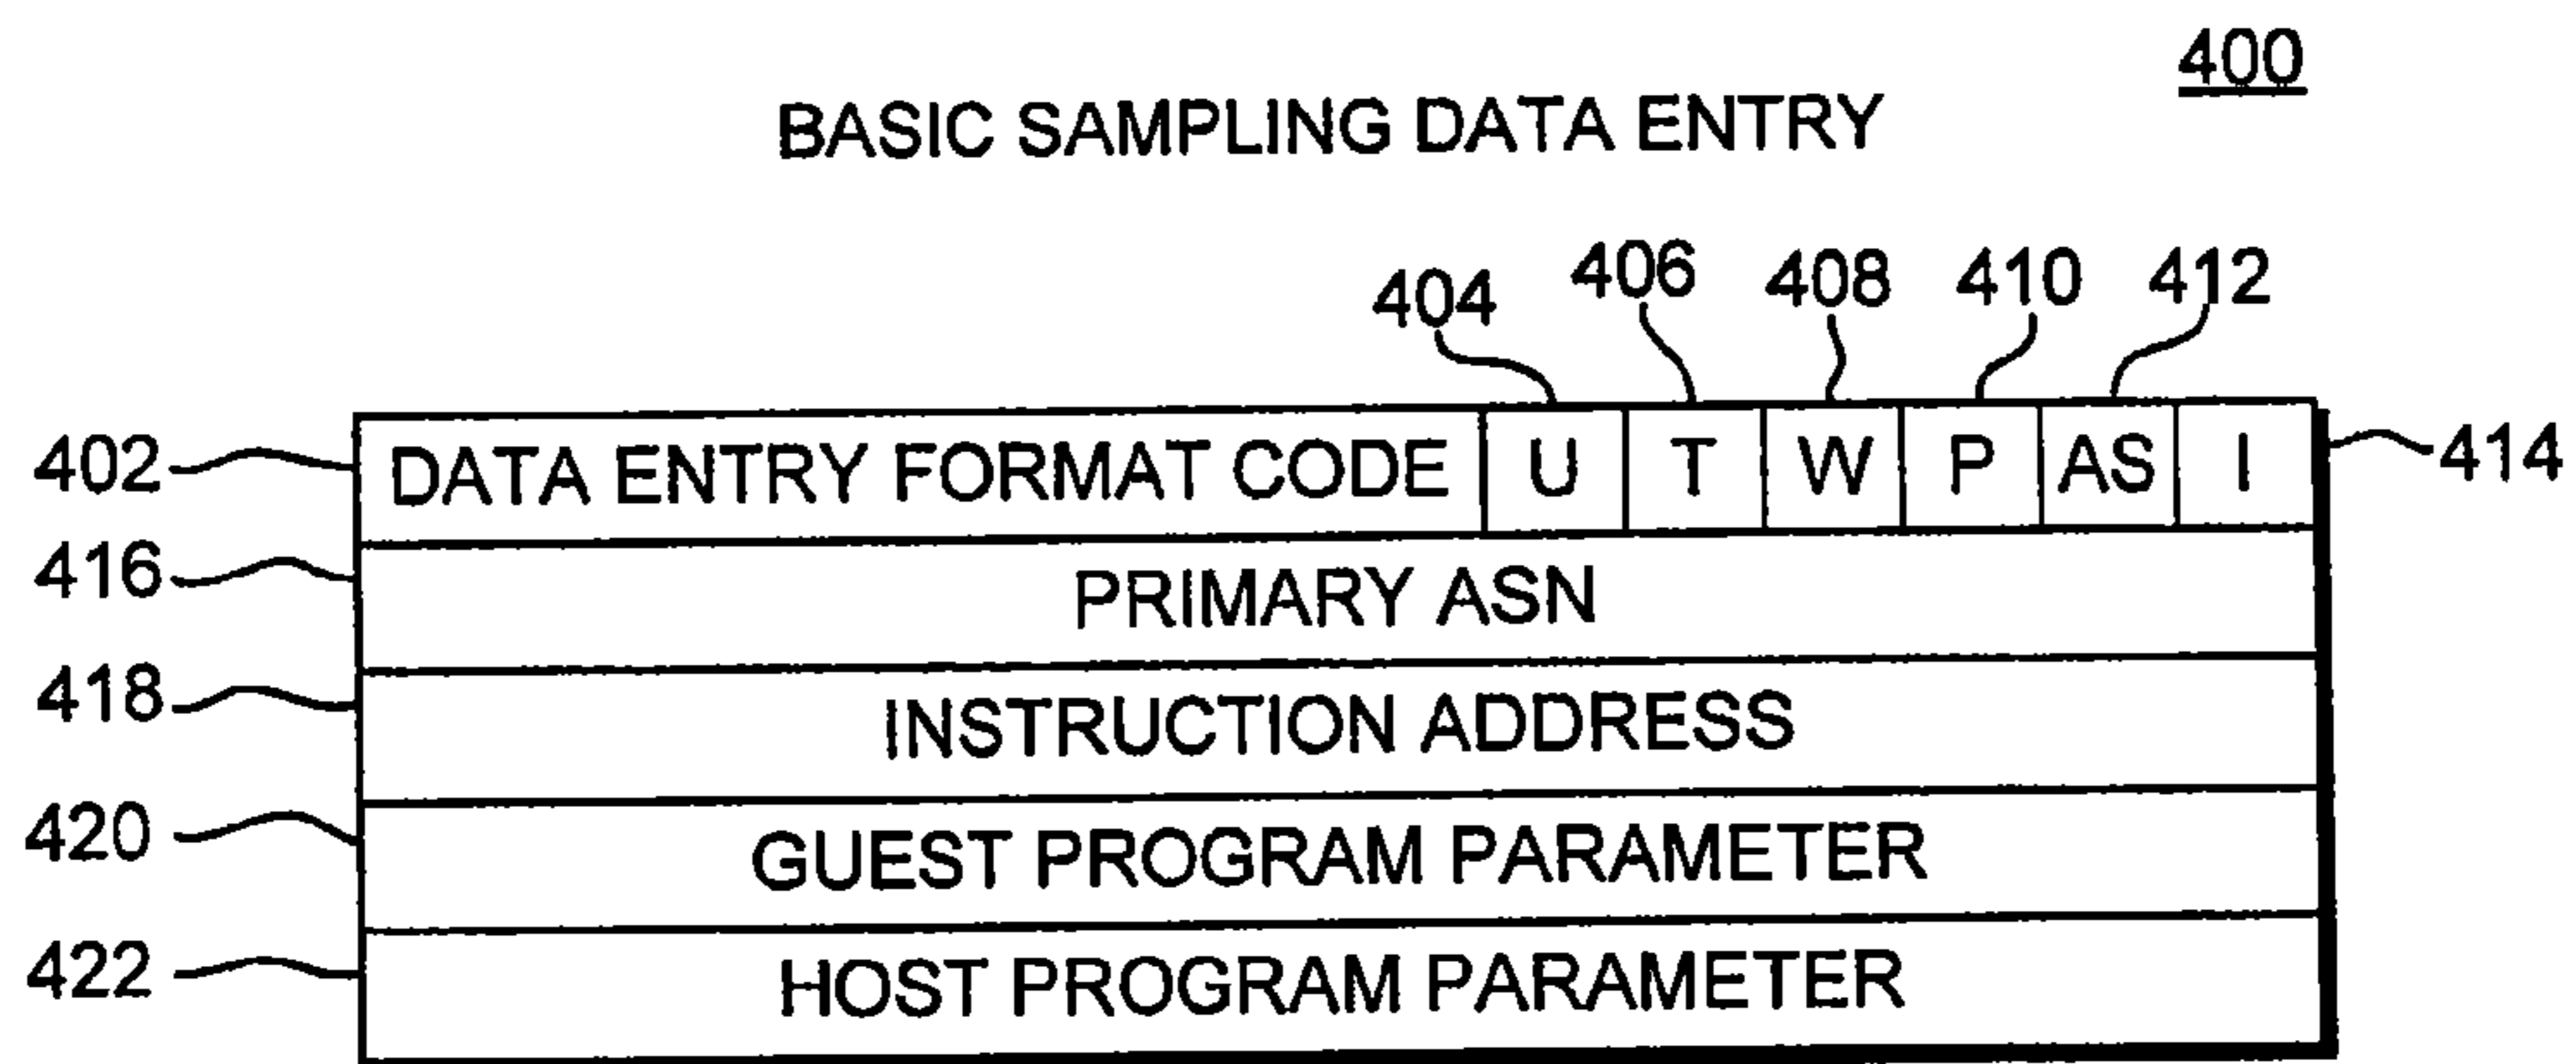 400
BASIC SAMPLING DATA ENTRY
404 406 408 410 412
402 DATA ENTRY FORMAT CODE U T W P AS I 414
416 PRIMARY ASN
418 INSTRUCTION ADDRESS
420 GUEST PROGRAM PARAMETER
422 HOST PROGRAM PARAMETER